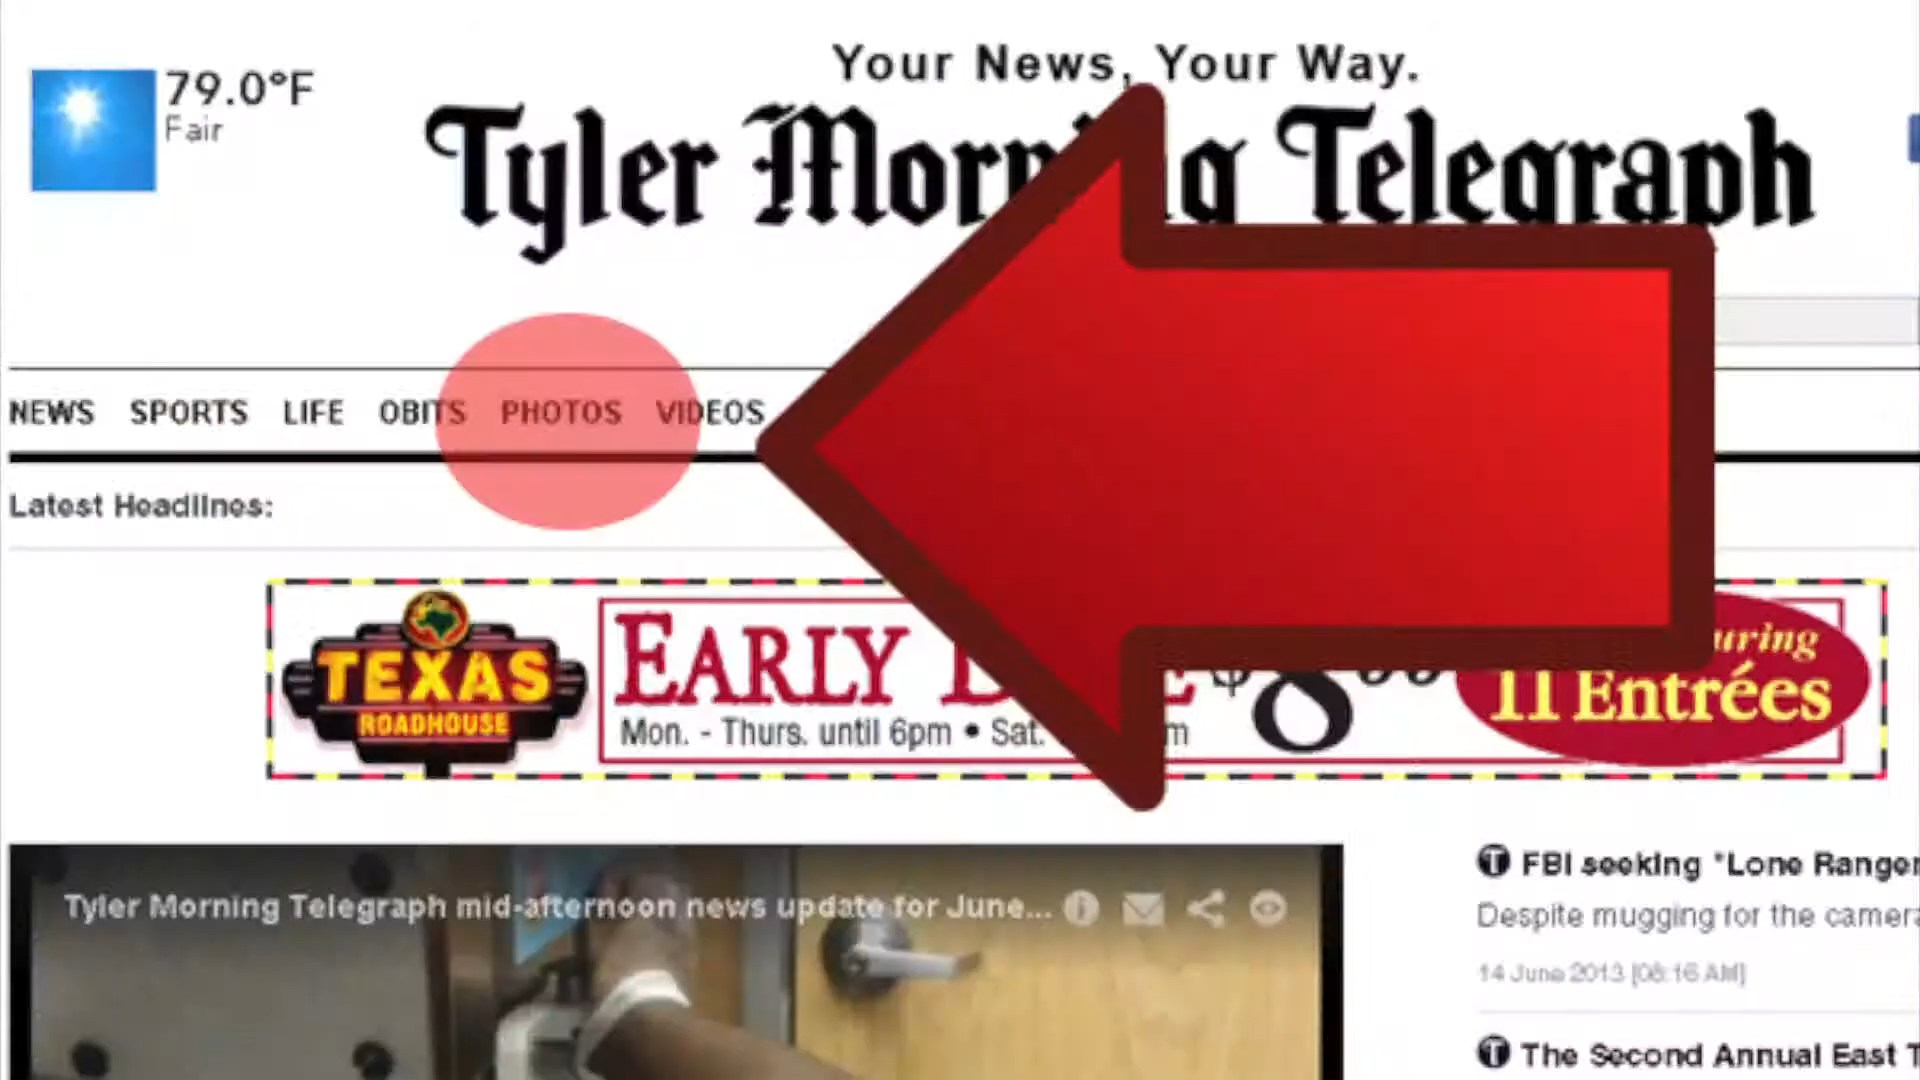 Your News, Your Way.
79.0°F
Fair
Tyler Telegraph
NEWS SPORTS LIFE OBITS PHOTOS VIDEOS
Latest Headlines:
TEXAS
ROADHOUSE
EARLY
Mon. - Thurs. until 6pm • Sat.
$8
11 Entrées
Tyler Morning Telegraph mid-afternoon news update for June...
FBI seeking "Lone Ranger
Despite mugging for the camera
14 June 2013 [08:16 AM]
The Second Annual East T